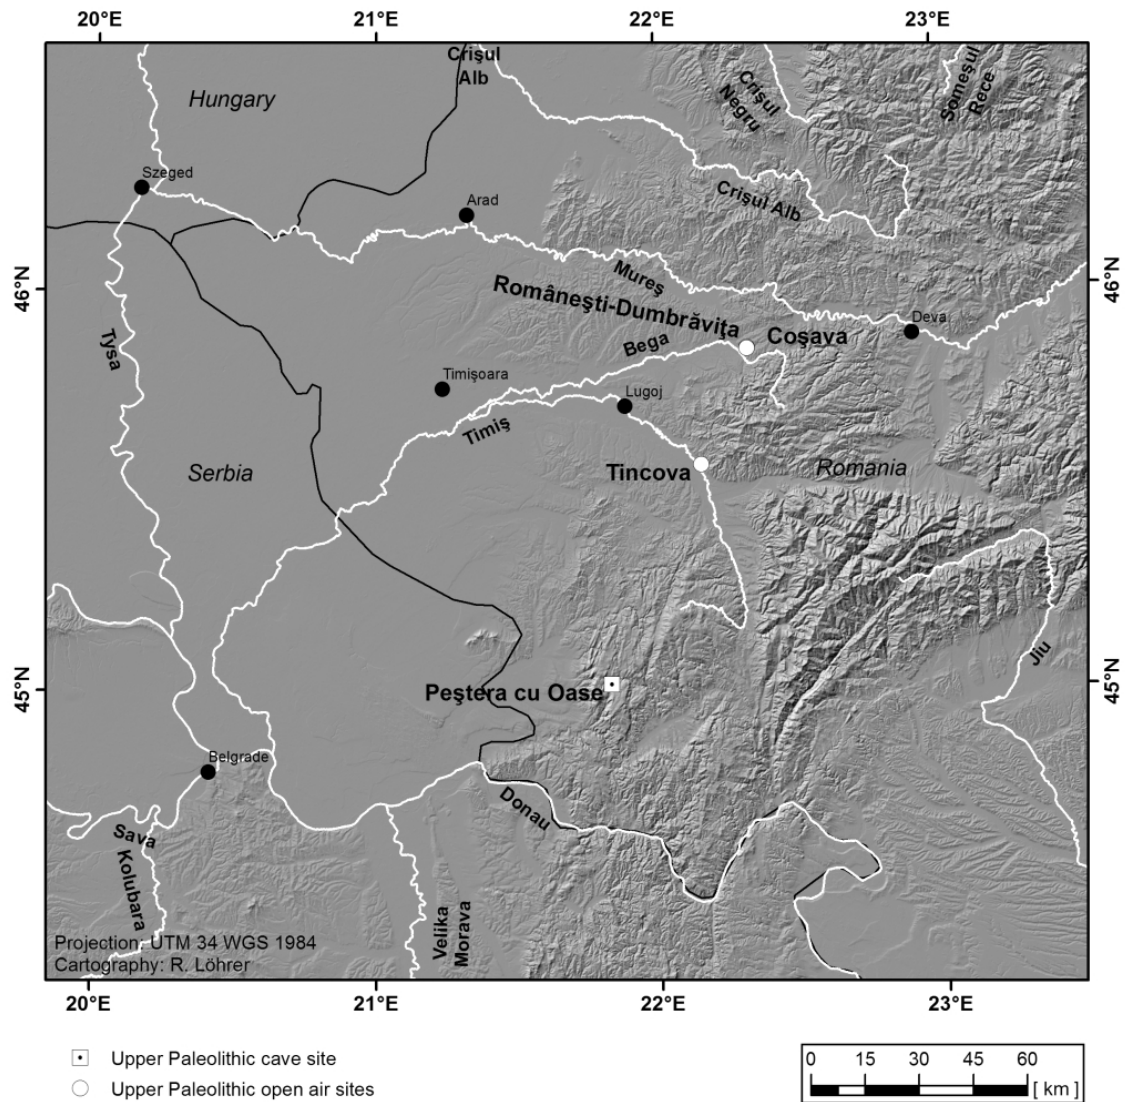 20°E 21°E 22°E 23°E
Crişul
Alb
Crişul
Negru
Someşul
Rece
Hungary
Szeged
Arad
Crişul Alb
46°N
46°N
Mureş
Româneşti-Dumbrăviţa
Coşava
Deva
Tysa
Bega
Timişoara
Lugoj
Timiş
Serbia
Tincova
Romania
Jiu
45°N
45°N
Peştera cu Oase
Belgrade
Donau
Sava
Kolubara
Velika
Morava
Projection: UTM 34 WGS 1984
Cartography: R. Löhrer
20°E 21°E 22°E 23°E
Upper Paleolithic cave site
Upper Paleolithic open air sites
0 15 30 45 60
[ km ]